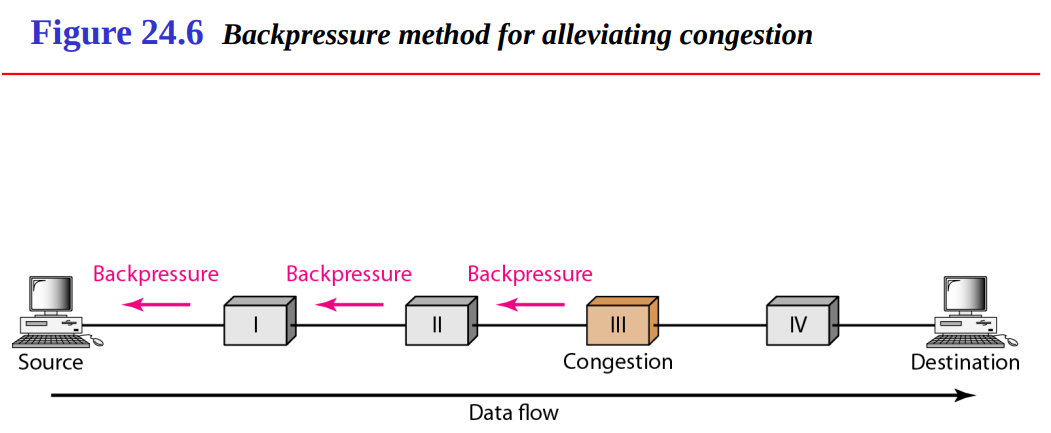 Figure 24.6 Backpressure method for alleviating congestion
Backpressure Backpressure Backpressure
I II III IV
Source Congestion Destination
Data flow